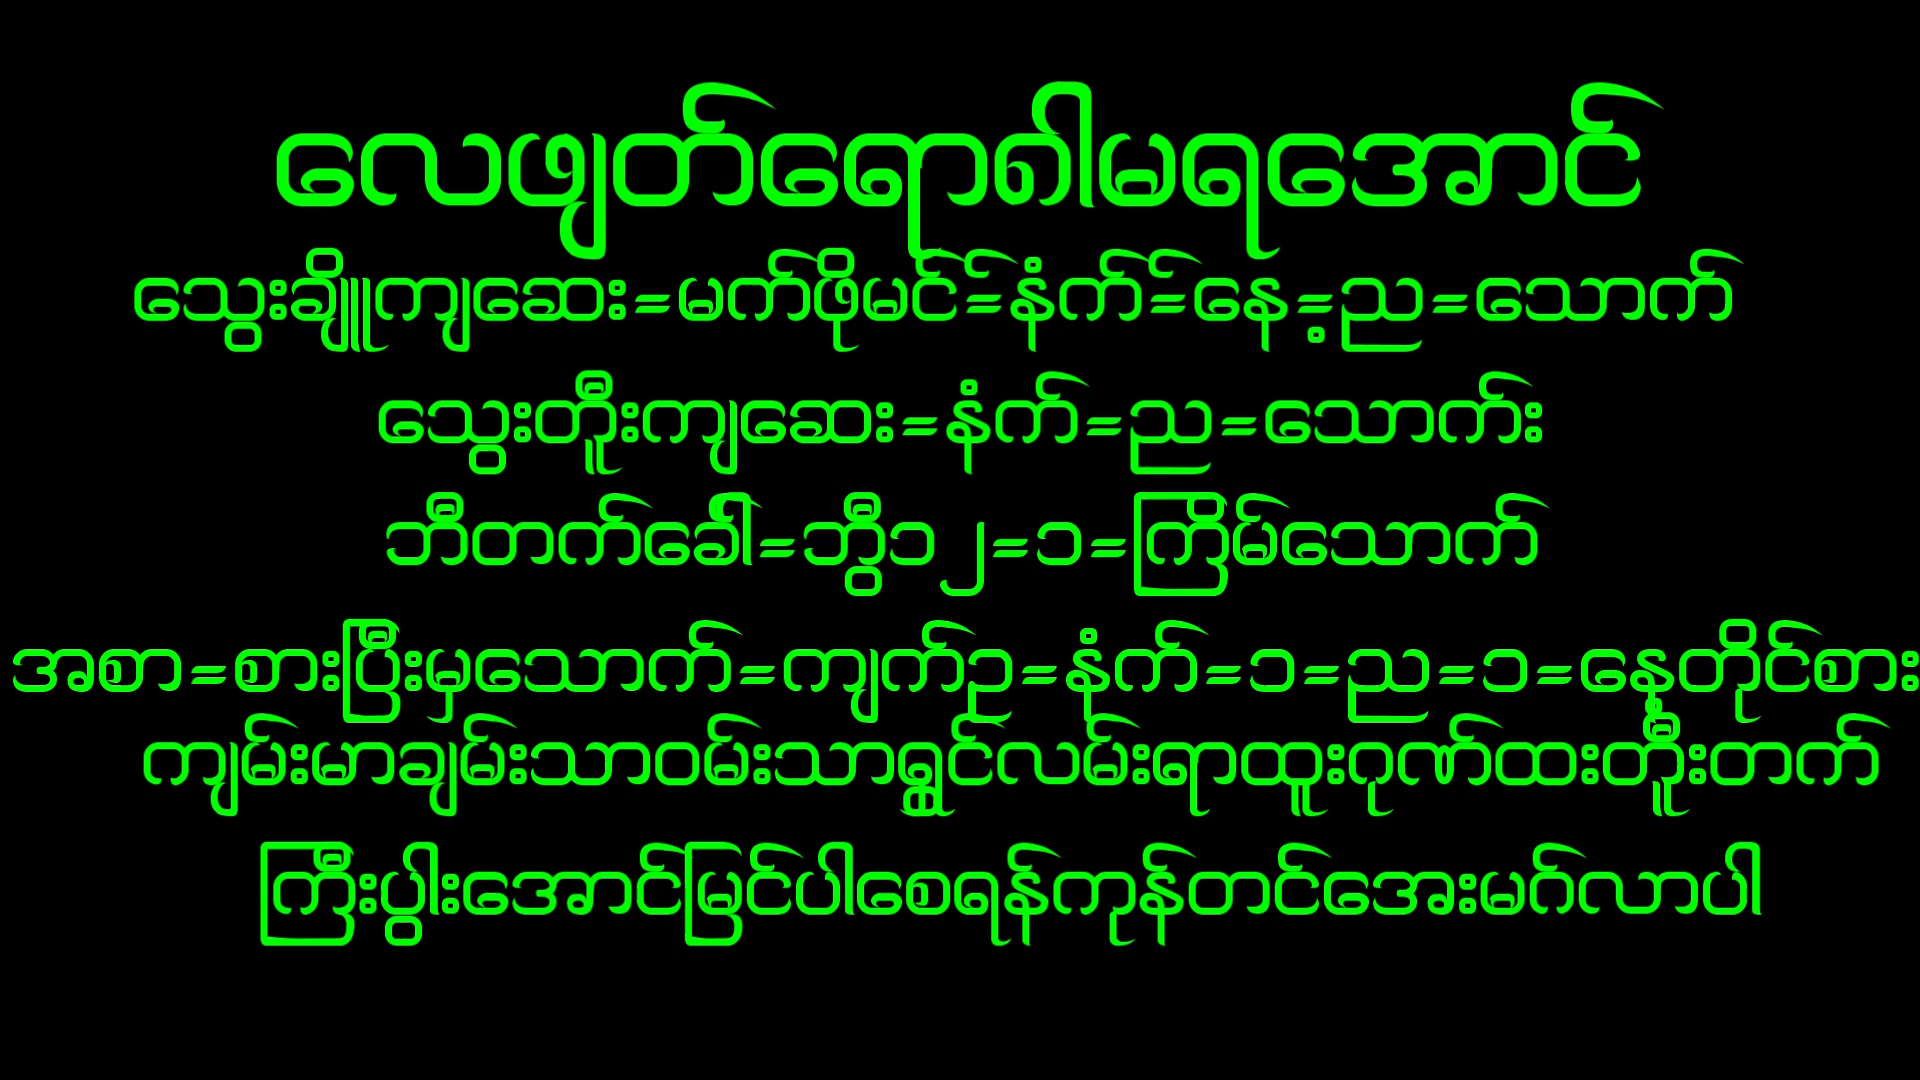 လေဖျတ်ရောဂါမရအောင်
သွေးချိူကျဆေး=မက်ဖိုမင်=်နံက်=်နေ=့ည=သောက်
သွေးတိူးကျဆေး=နံက်=ည=သောက်း
ဘီတက်ခေါ်=ဘွီ၁၂=၁=ကြိမ်သောက်
အစာ=စားပြီးမှသောက်=ကျက်ဥ=နံက်=၁=ည=၁=နေ့တိုင်စား
ကျမ်းမာချမ်းသာဝမ်းသာရွှင်လမ်းရာထူးဂုဏ်ထးတီူးတက်
ကြီးပွါးအောင်မြင်ပါစေရန်ကုန်တင်အေးမဂ်လာပါ